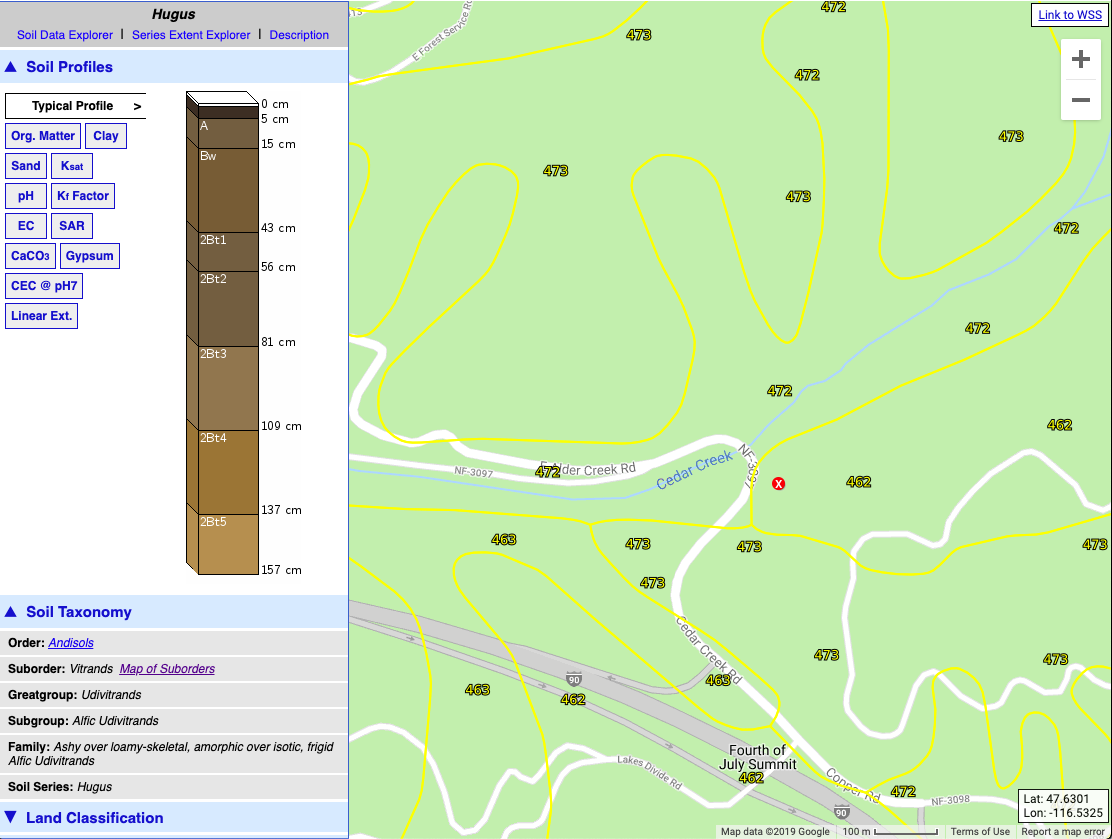 Hugus
Soil Data Explorer | Series Extent Explorer | Description
▲ Soil Profiles
Typical Profile >
Org. Matter
Clay
Sand
Ksat
pH
Kf Factor
EC
SAR
CaCO3
Gypsum
CEC @ pH7
Linear Ext.
0 cm
5 cm
A
15 cm
Bw
43 cm
2Bt1
56 cm
2Bt2
81 cm
2Bt3
109 cm
2Bt4
137 cm
2Bt5
157 cm
▲ Soil Taxonomy
Order: Andisols
Suborder: Vitrands Map of Suborders
Greatgroup: Udivitrands
Subgroup: Alfic Udivitrands
Family: Ashy over loamy-skeletal, amorphic over isotic, frigid
Alfic Udivitrands
Soil Series: Hugus
▼ Land Classification
Link to WSS
+
−
472
E Forest Service Rd
473
472
473
473
473
472
472
472
462
E Alder Creek Rd
NF-3097
472
Cedar Creek
NF-3097
X
462
463
473
473
473
473
Cedar Creek Rd
473
473
90
463
463
462
Fourth of
July Summit
462
Lakes Divide Rd
Copper Rd
472
NF-3098
90
Lat: 47.6301
Lon: -116.5325
Map data ©2019 Google
100 m
Terms of Use
Report a map error